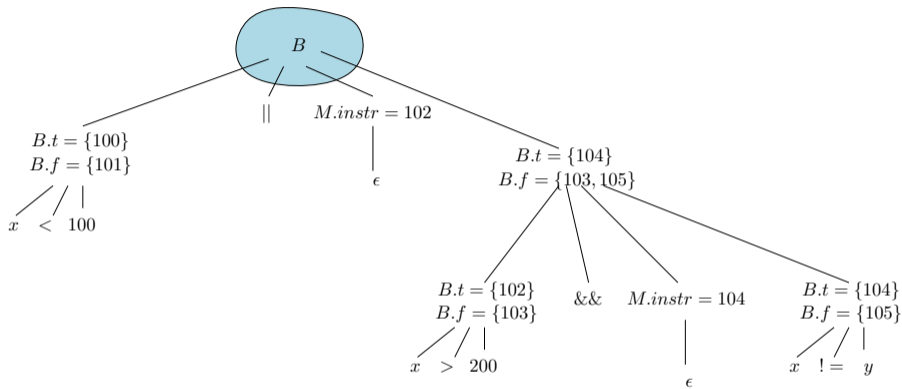 B
||
M.instr = 102
B.t = {100}
B.f = {101}
B.t = {104}
B.f = {103, 105}
ϵ
x < 100
B.t = {102}
B.f = {103}
&&
M.instr = 104
B.t = {104}
B.f = {105}
x > 200
x != y
ϵ